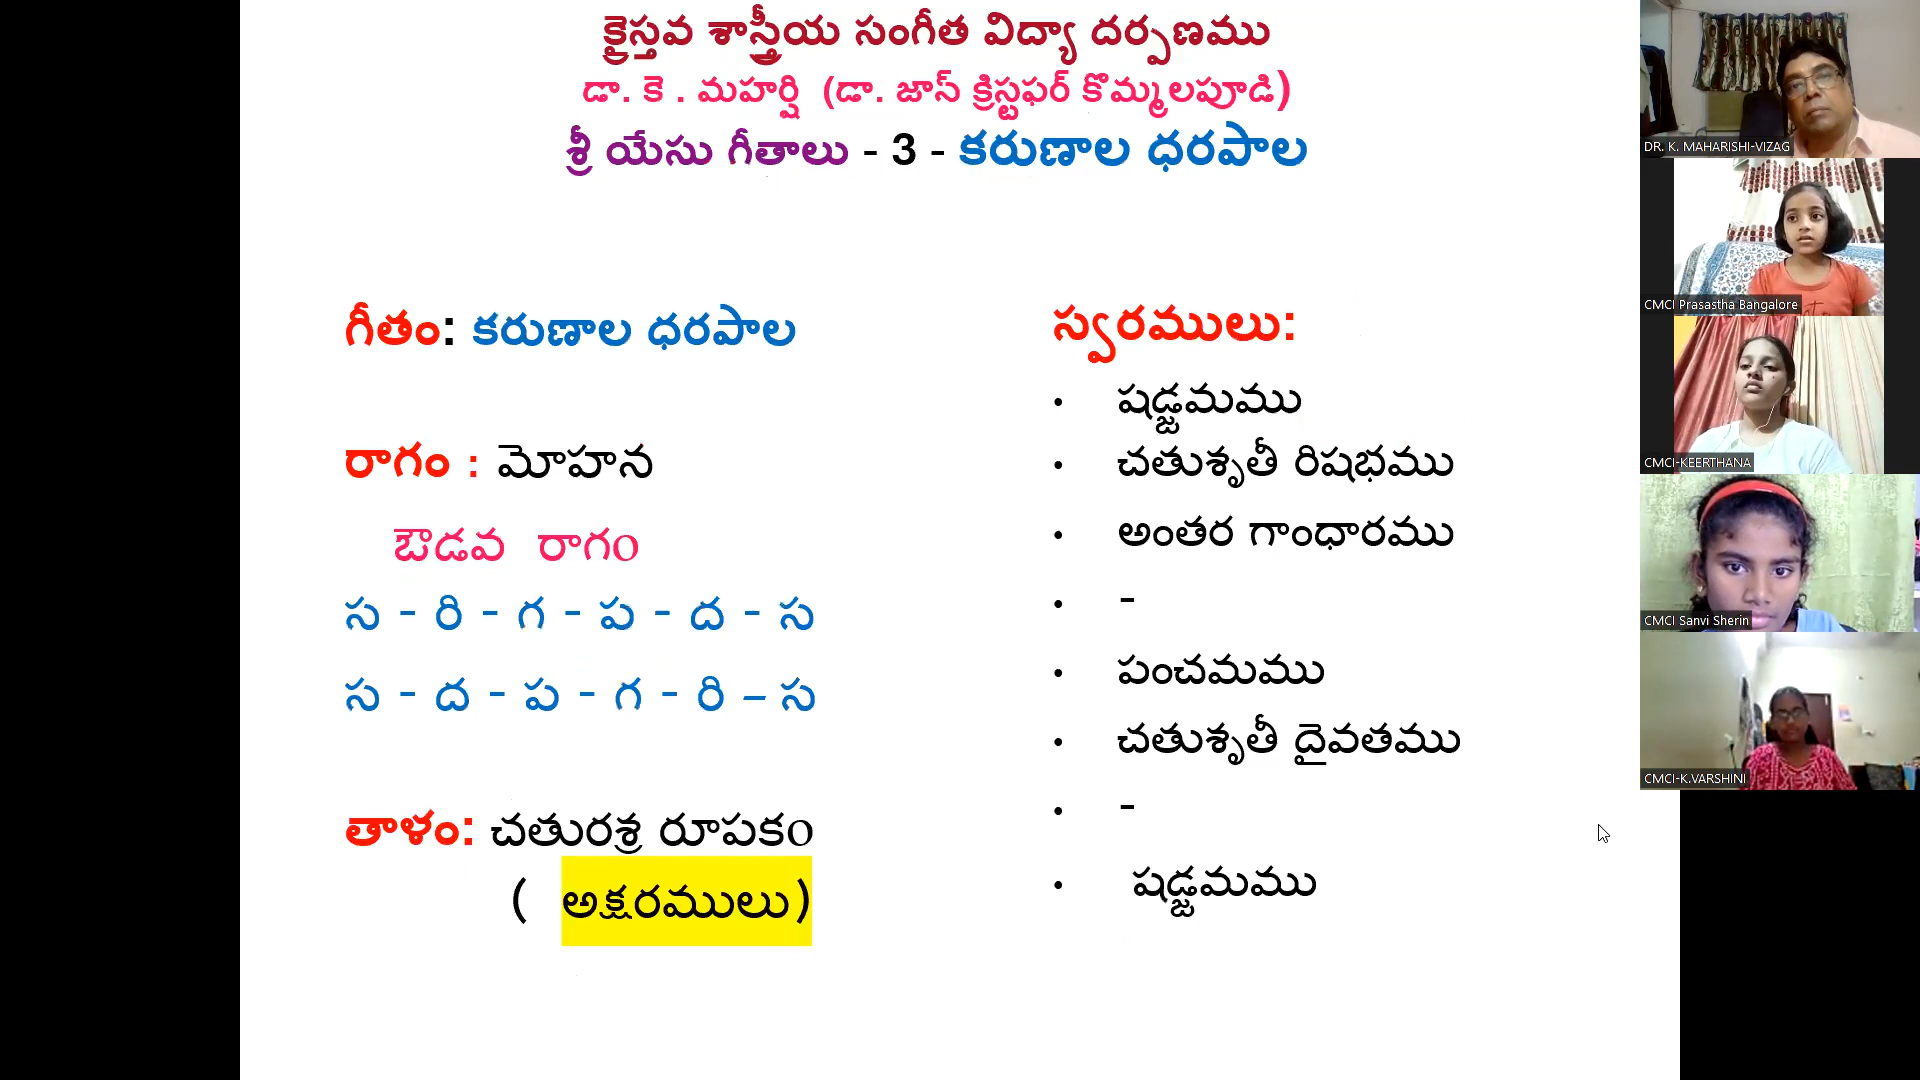 క్రైస్తవ శాస్త్రీయ సంగీత విద్యా దర్పణము
డా. కె . మహర్షి (డా. జాన్ క్రిస్టఫర్ కొమ్మలపూడి)
శ్రీ యేసు గీతాలు - 3 - కరుణాల ధరపాల
గీతం: కరుణాల ధరపాల
రాగం : మోహన
ఔడవ రాగం
స - రి - గ - ప - ద - స
స - ద - ప - గ - రి – స
తాళం: చతురశ్ర రూపకం
( అక్షరములు)
స్వరములు:
• షడ్జమము
• చతుశృతీ రిషభము
• అంతర గాంధారము
• -
• పంచమము
• చతుశృతీ దైవతము
• -
• షడ్జమము
DR. K. MAHARISHI-VIZAG
CMCI Prasastha Bangalore
CMCI-KEERTHANA
CMCI Sanvi Sherin
CMCI-K.VARSHINI